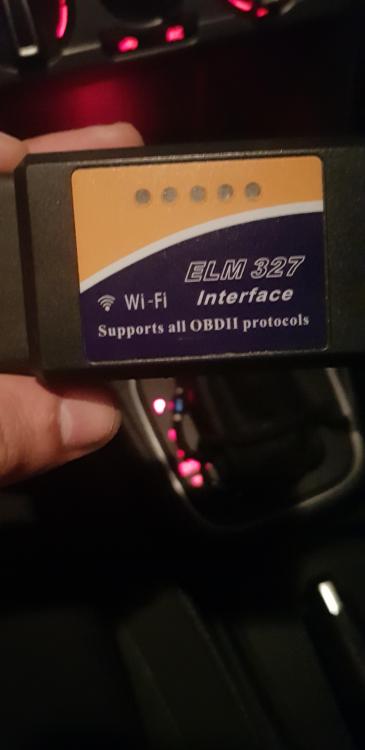 ELM 327
Wi-Fi Interface
Supports all OBDII protocols